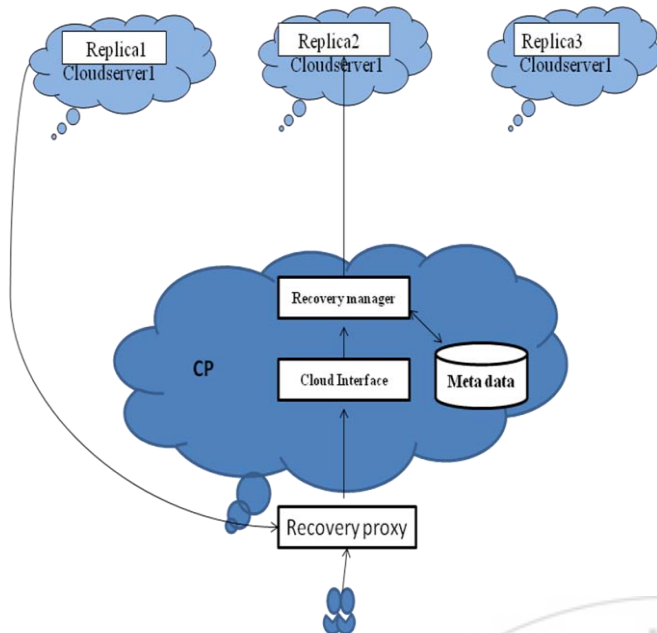 Replica1
Cloudserver1
Replica2
Cloudserver1
Replica3
Cloudserver1
Recovery manager
CP
Cloud Interface
Meta data
Recovery proxy